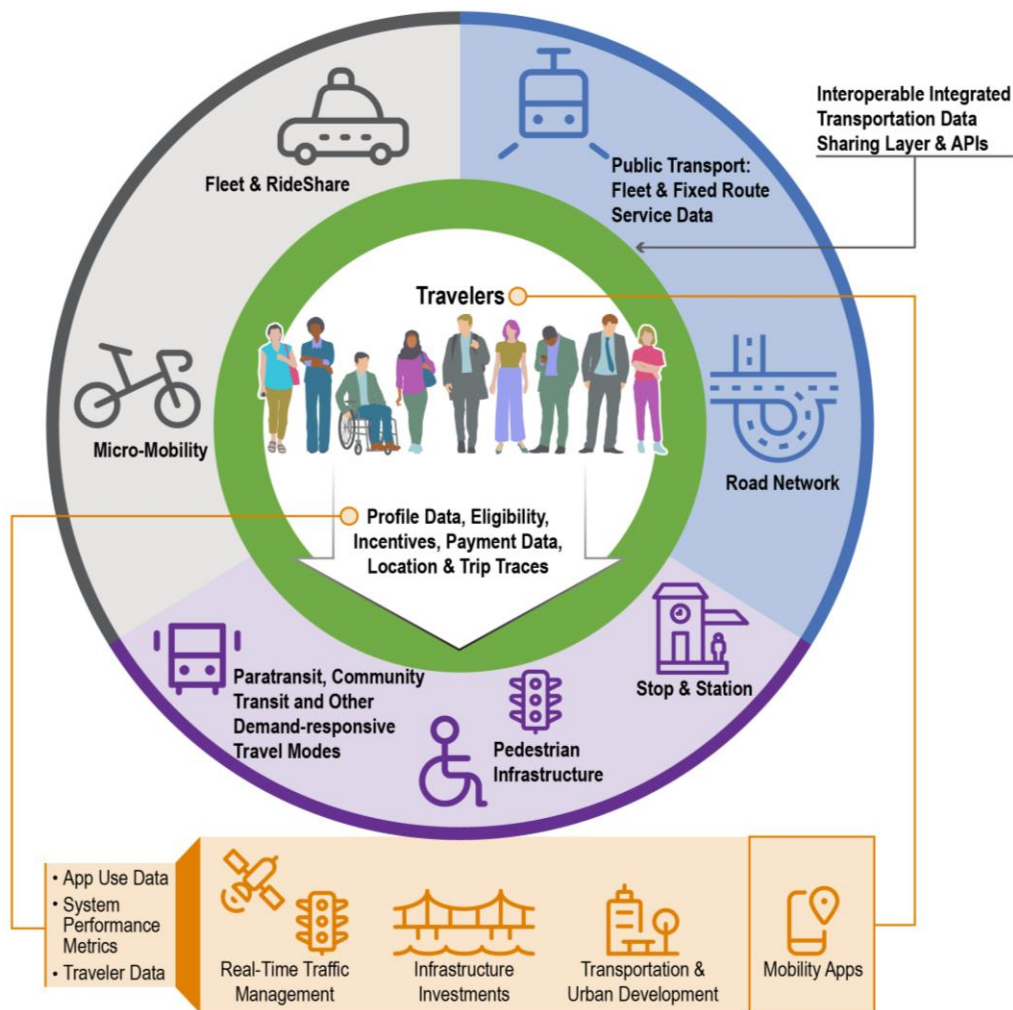 Interoperable Integrated
Transportation Data
Sharing Layer & APIs
Fleet & RideShare
Public Transport:
Fleet & Fixed Route
Service Data
Travelers
Micro-Mobility
Road Network
Profile Data, Eligibility,
Incentives, Payment Data,
Location & Trip Traces
Paratransit, Community
Transit and Other
Demand-responsive
Travel Modes
Pedestrian
Infrastructure
Stop & Station
• App Use Data
• System
Performance
Metrics
• Traveler Data
Real-Time Traffic
Management
Infrastructure
Investments
Transportation &
Urban Development
Mobility Apps